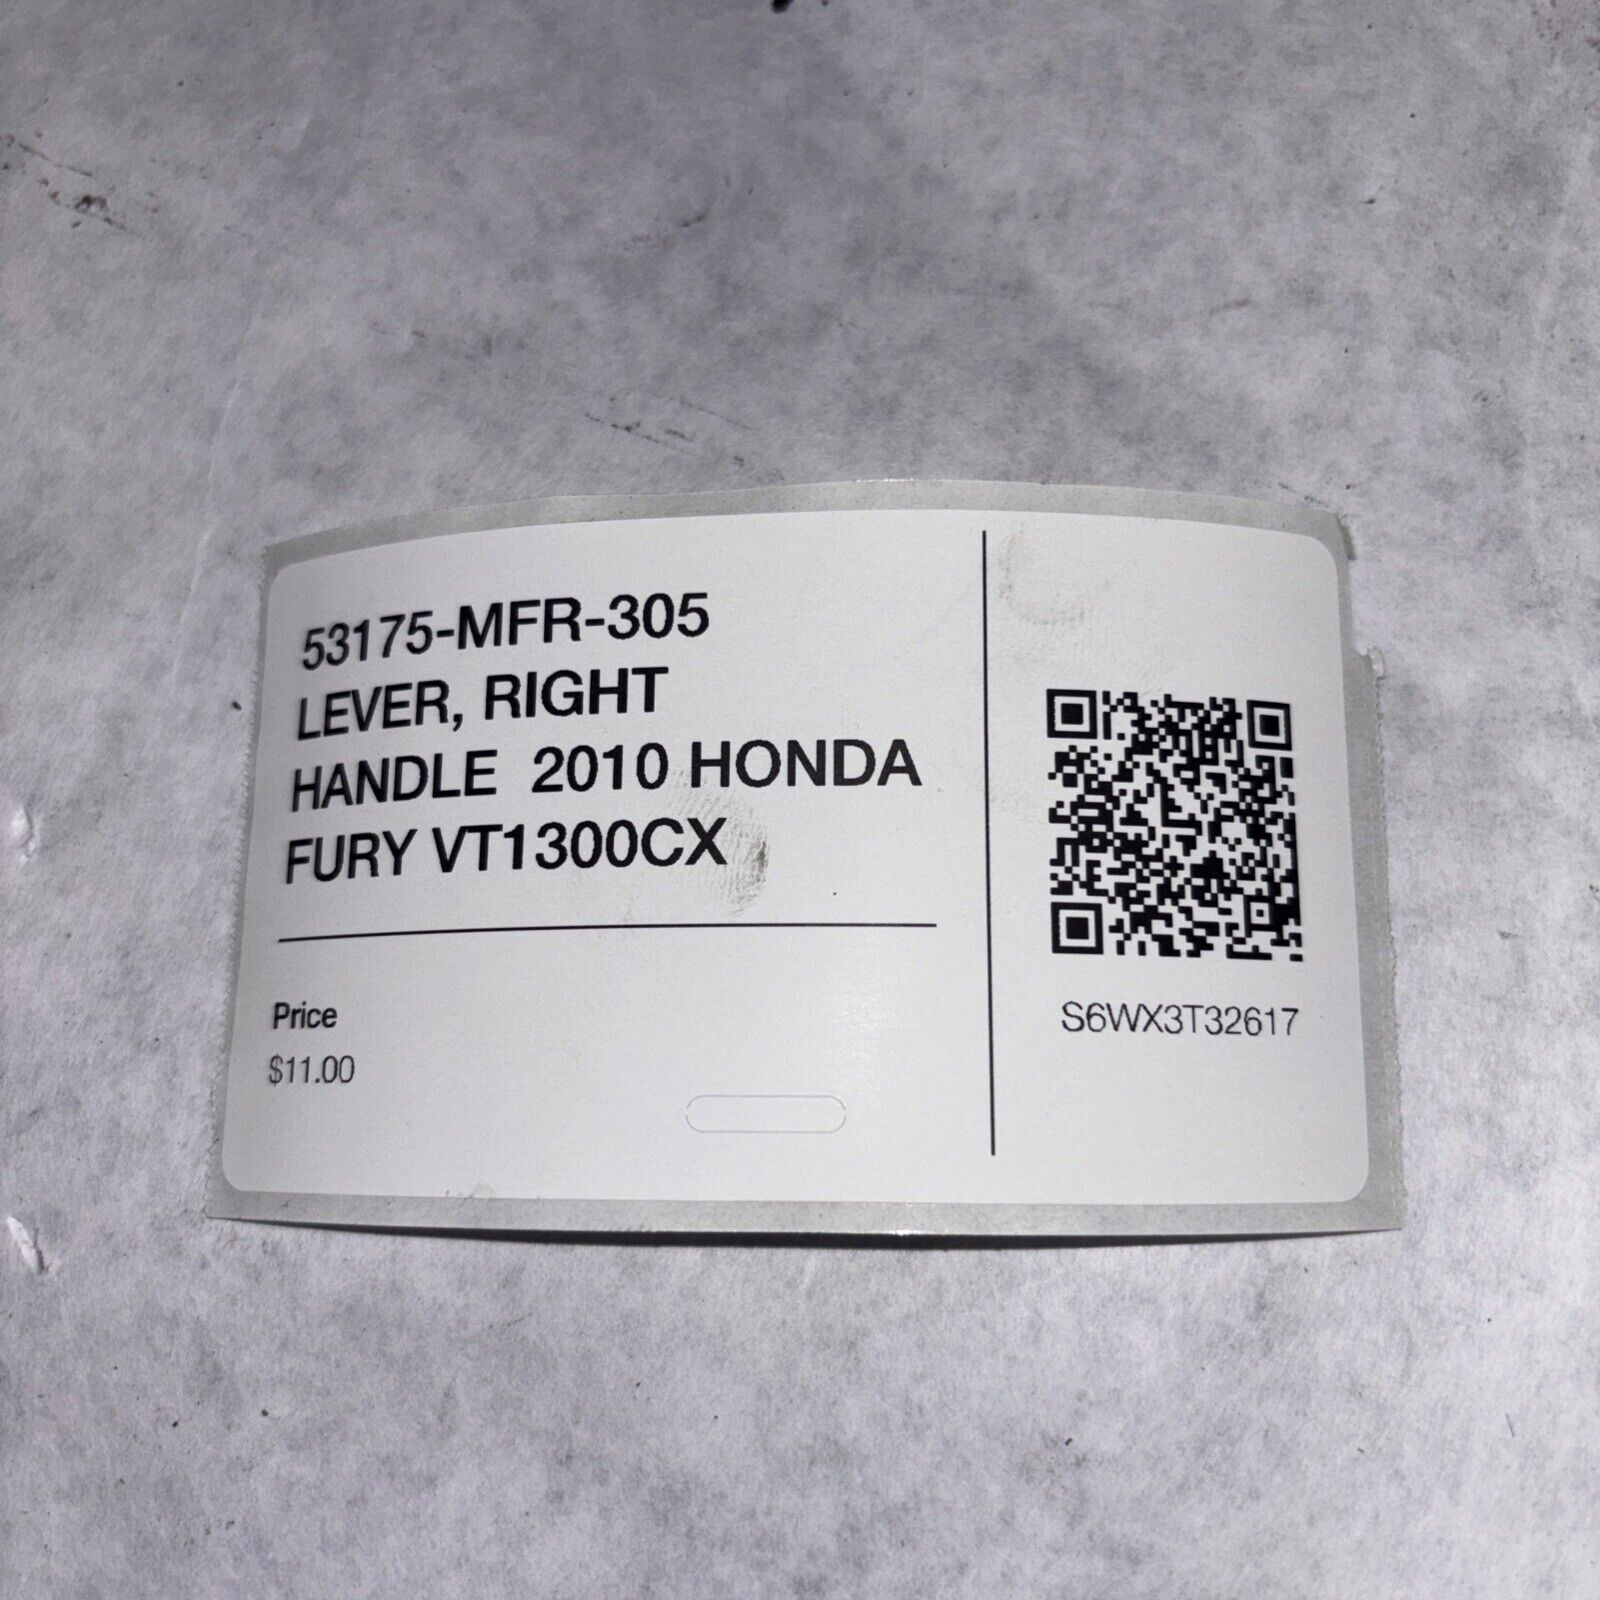 53175-MFR-305
LEVER, RIGHT
HANDLE  2010 HONDA
FURY VT1300CX
Price
$11.00
S6WX3T32617